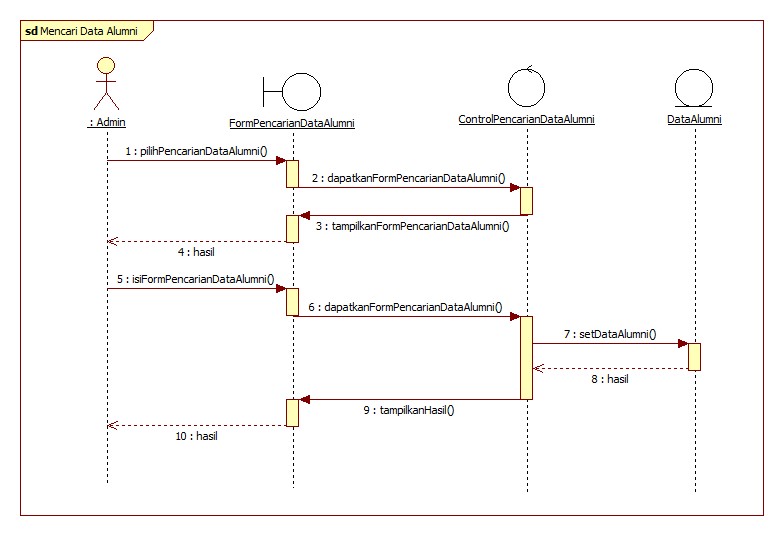 sd Mencari Data Alumni
: Admin
FormPencarianDataAlumni
ControlPencarianDataAlumni
DataAlumni
1 : pilihPencarianDataAlumni()
2 : dapatkanFormPencarianDataAlumni()
3 : tampilkanFormPencarianDataAlumni()
4 : hasil
5 : isiFormPencarianDataAlumni()
6 : dapatkanFormPencarianDataAlumni()
7 : setDataAlumni()
8 : hasil
9 : tampilkanHasil()
10 : hasil